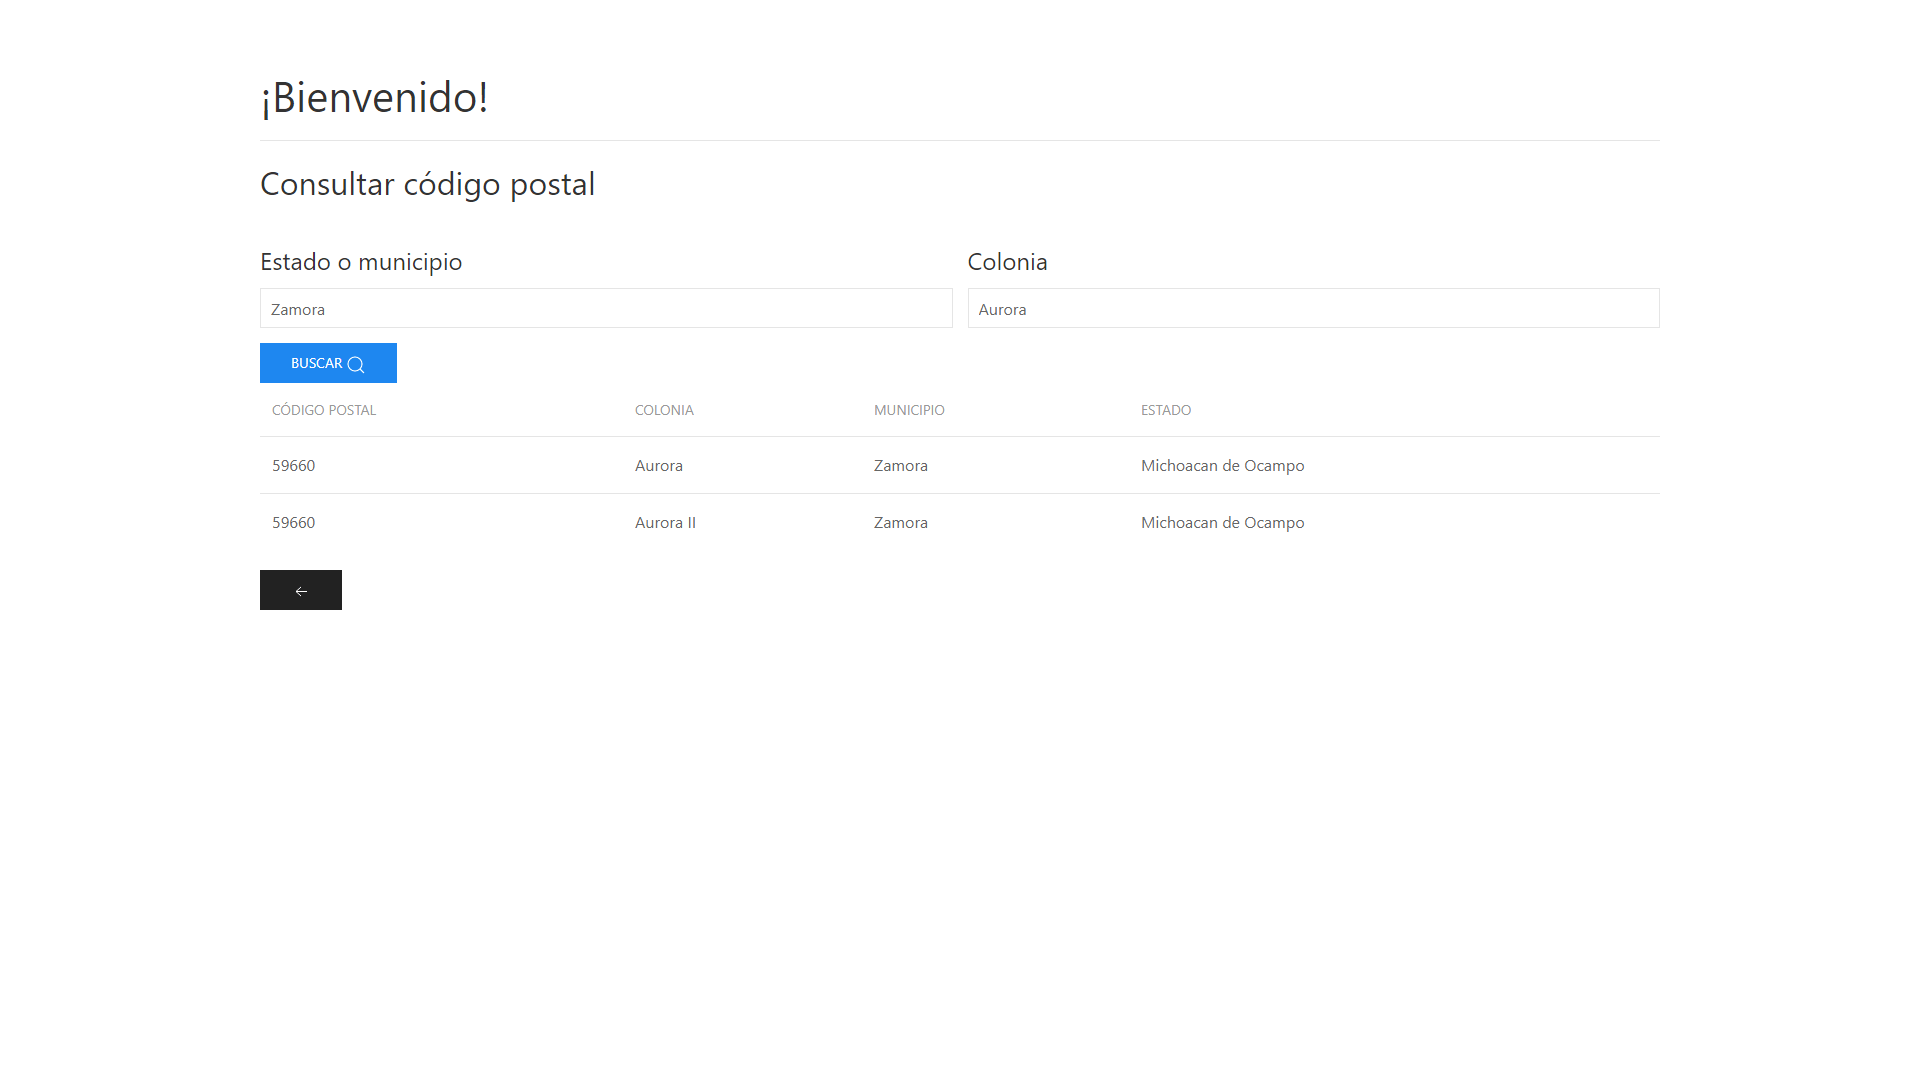 ¡Bienvenido!
Consultar código postal
Estado o municipio
Colonia
Zamora
Aurora
BUSCAR
CÓDIGO POSTAL COLONIA MUNICIPIO ESTADO
59660 Aurora Zamora Michoacan de Ocampo
59660 Aurora II Zamora Michoacan de Ocampo